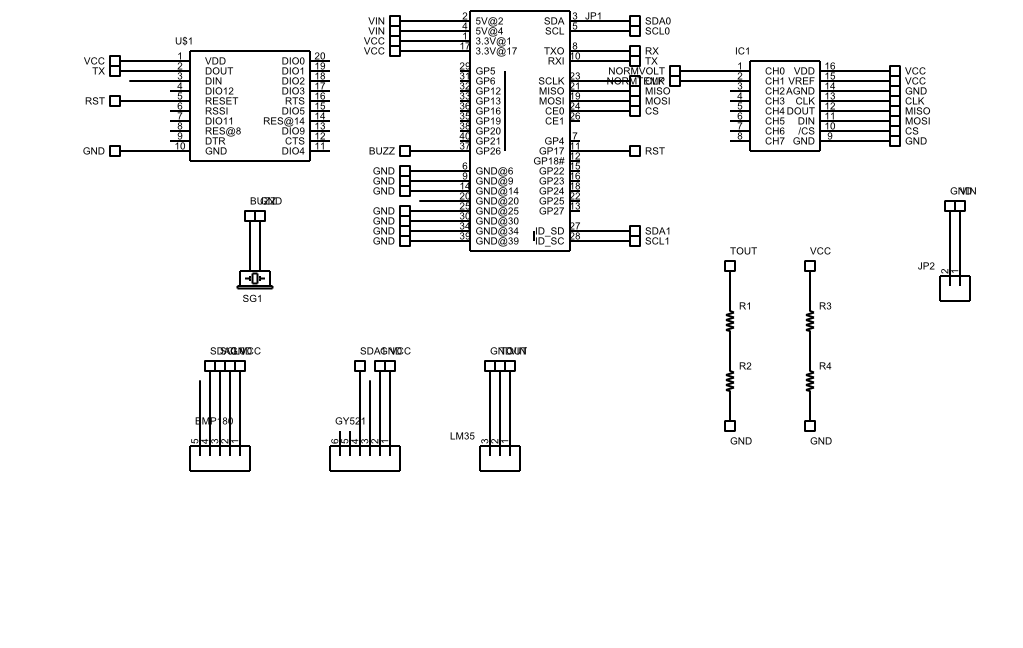 U$1
VCC 1 VDD DIO0 20
TX 2 DOUT DIO1 19
3 DIN DIO2 18
4 DIO12 DIO3 17
RST 5 RESET RTS 16
6 RSSI DIO5 15
7 DIO11 RES@14 14
8 RES@8 DIO9 13
9 DTR CTS 12
GND 10 GND DIO4 11
JP1
VIN 2 5V@2 SDA 3 SDA0
VIN 4 5V@4 SCL 5 SCL0
VCC 1 3.3V@1 TXO 8 RX
VCC 17 3.3V@17 RXI 10 TX
29 GP5
31 GP6 SCLK 23 CLK
32 GP12 MISO 21 MISO
33 GP13 MOSI 19 MOSI
36 GP16 CE0 24 CS
35 GP19 CE1 26
38 GP20
40 GP21 GP4 7
BUZZ 37 GP26 GP17 11 RST
GP18# 12
GND 6 GND@6 GP22 15
GND 9 GND@9 GP23 16
GND 14 GND@14 GP24 18
20 GND@20 GP25 22
GND 25 GND@25 GP27 13
GND 30 GND@30
GND 34 GND@34 ID_SD 27 SDA1
GND 39 GND@39 ID_SC 28 SCL1
IC1
NORMVOLT 1 CH0 VDD 16 VCC
NORMTEMP 2 CH1 VREF 15 VCC
3 CH2 AGND 14 GND
4 CH3 CLK 13 CLK
5 CH4 DOUT 12 MISO
6 CH5 DIN 11 MOSI
7 CH6 /CS 10 CS
8 CH7 GND 9 GND
BUZZ GND
SG1
GND VIN
JP2
2 1
TOUT
R1
R2
GND
VCC
R3
R4
GND
GND VCC
BMP180
5 4 3 2 1
SDA1 GND VCC
GY521
6 5 4 3 2 1
GND TOUT VIN
LM35
3 2 1